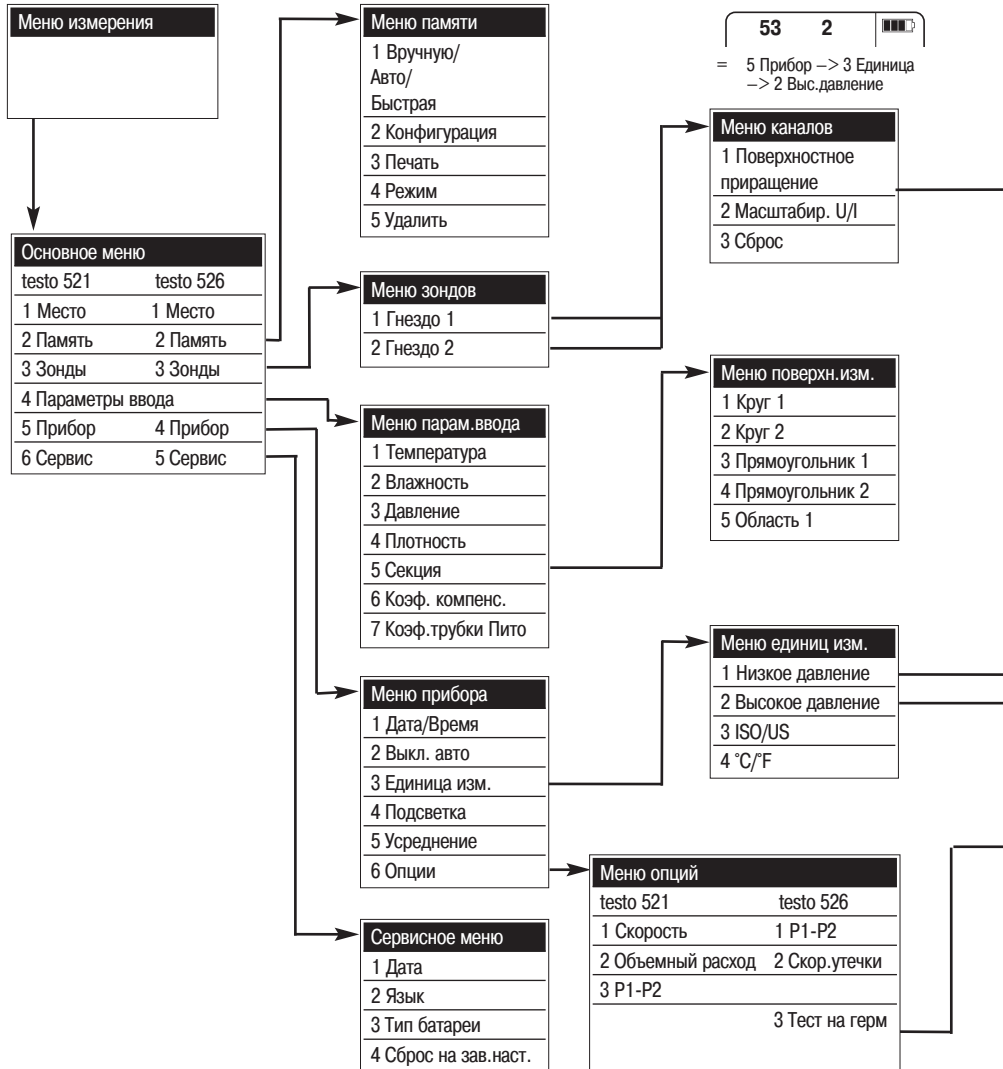 Меню измерения
Основное меню
testo 521 testo 526
1 Место 1 Место
2 Память 2 Память
3 Зонды 3 Зонды
4 Параметры ввода
5 Прибор 4 Прибор
6 Сервис 5 Сервис
Меню памяти
1 Вручную/
Авто/
Быстрая
2 Конфигурация
3 Печать
4 Режим
5 Удалить
Меню зондов
1 Гнездо 1
2 Гнездо 2
Меню парам.ввода
1 Температура
2 Влажность
3 Давление
4 Плотность
5 Секция
6 Коэф. компенс.
7 Коэф.трубки Пито
Меню прибора
1 Дата/Время
2 Выкл. авто
3 Единица изм.
4 Подсветка
5 Усреднение
6 Опции
Сервисное меню
1 Дата
2 Язык
3 Тип батареи
4 Сброс на зав.наст.
53 2
= 5 Прибор –> 3 Единица
–> 2 Выс.давление
Меню каналов
1 Поверхностное
приращение
2 Масштабир. U/I
3 Сброс
Меню поверхн.изм.
1 Круг 1
2 Круг 2
3 Прямоугольник 1
4 Прямоугольник 2
5 Область 1
Меню единиц изм.
1 Низкое давление
2 Высокое давление
3 ISO/US
4 °C/°F
Меню опций
testo 521 testo 526
1 Скорость 1 P1-P2
2 Объемный расход 2 Скор.утечки
3 P1-P2
3 Тест на герм